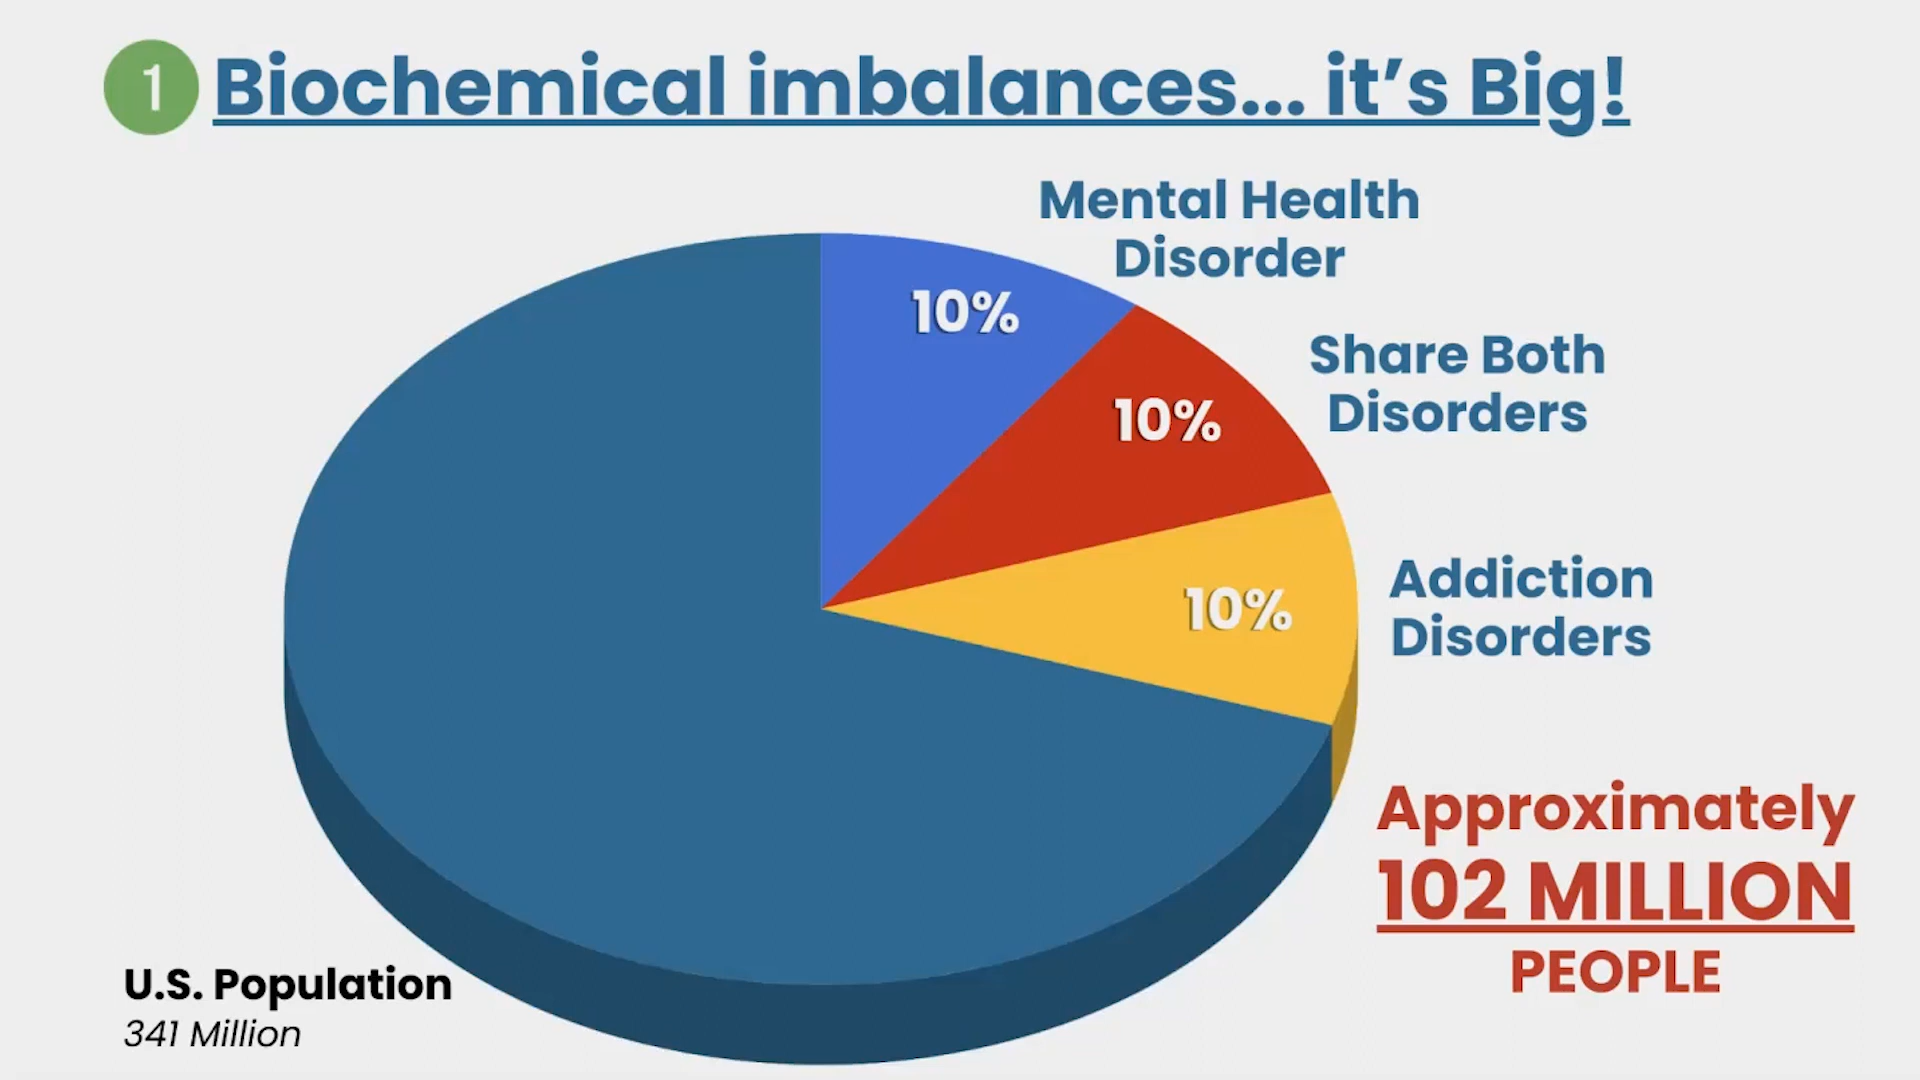 1 Biochemical imbalances... it's Big!
Mental Health
Disorder
10%
Share Both
Disorders
10%
Addiction
Disorders
10%
Approximately
102 MILLION
PEOPLE
U.S. Population
341 Million